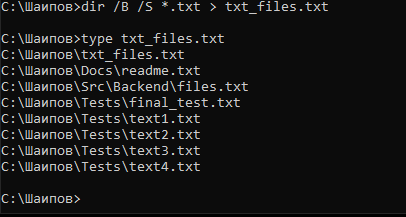 C:\Шаипов>dir /B /S *.txt > txt_files.txt
C:\Шаипов>type txt_files.txt
C:\Шаипов\txt_files.txt
C:\Шаипов\Docs\readme.txt
C:\Шаипов\Src\Backend\files.txt
C:\Шаипов\Tests\final_test.txt
C:\Шаипов\Tests\text1.txt
C:\Шаипов\Tests\text2.txt
C:\Шаипов\Tests\text3.txt
C:\Шаипов\Tests\text4.txt
C:\Шаипов>